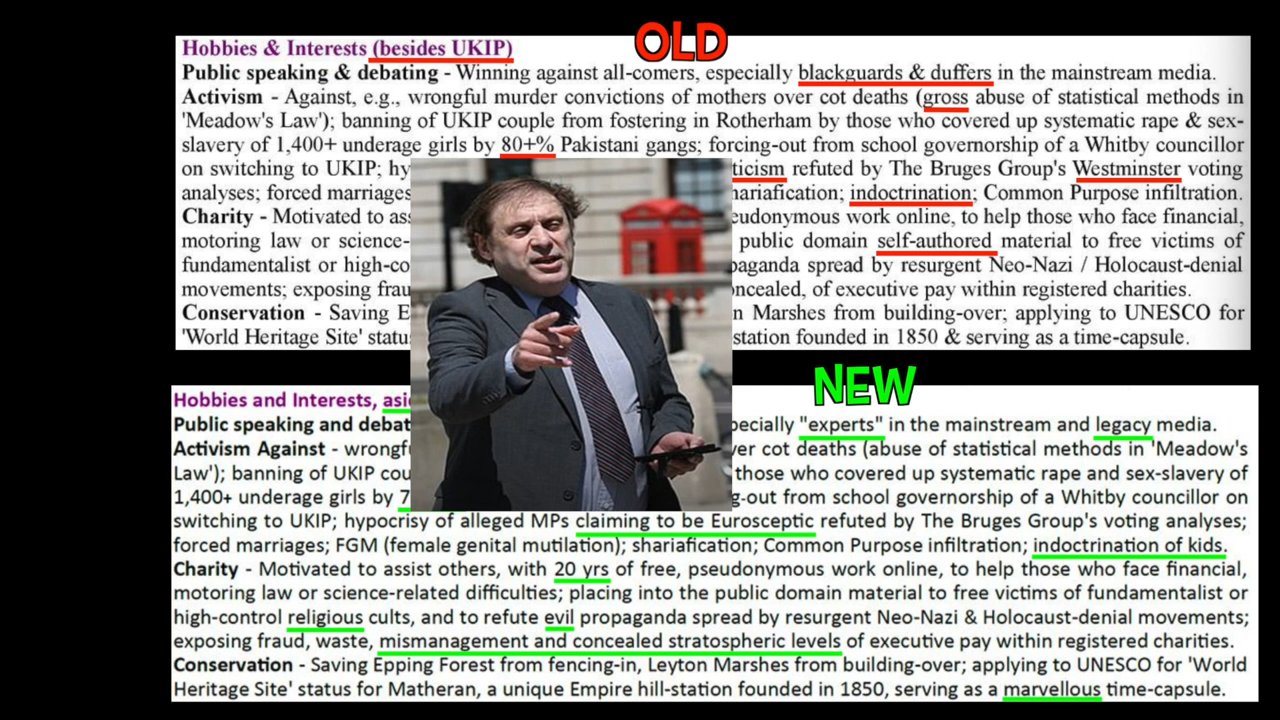 OLD
Hobbies & Interests (besides UKIP)
Public speaking & debating - Winning against all-comers, especially blackguards & duffers in the mainstream media.
Activism - Against, e.g., wrongful murder convictions of mothers over cot deaths (gross abuse of statistical methods in
'Meadow's Law'); banning of UKIP couple from fostering in Rotherham by those who covered up systematic rape & sex-
slavery of 1,400+ underage girls by 80+% Pakistani gangs; forcing-out from school governorship of a Whitby councillor
on switching to UKIP; hy ticism refuted by The Bruges Group's Westminster voting
analyses; forced marriages hariafication; indoctrination; Common Purpose infiltration.
Charity - Motivated to ass eudonymous work online, to help those who face financial,
motoring law or science- public domain self-authored material to free victims of
fundamentalist or high-co paganda spread by resurgent Neo-Nazi / Holocaust-denial
movements; exposing frau ncealed, of executive pay within registered charities.
Conservation - Saving E n Marshes from building-over; applying to UNESCO for
'World Heritage Site' statu station founded in 1850 & serving as a time-capsule.
NEW
Hobbies and Interests, asi
Public speaking and debat pecially "experts" in the mainstream and legacy media.
Activism Against - wrongf ver cot deaths (abuse of statistical methods in 'Meadow's
Law'); banning of UKIP cou those who covered up systematic rape and sex-slavery of
1,400+ underage girls by 7 g-out from school governorship of a Whitby councillor on
switching to UKIP; hypocrisy of alleged MPs claiming to be Eurosceptic refuted by The Bruges Group's voting analyses;
forced marriages; FGM (female genital mutilation); shariafication; Common Purpose infiltration; indoctrination of kids.
Charity - Motivated to assist others, with 20 yrs of free, pseudonymous work online, to help those who face financial,
motoring law or science-related difficulties; placing into the public domain material to free victims of fundamentalist or
high-control religious cults, and to refute evil propaganda spread by resurgent Neo-Nazi & Holocaust-denial movements;
exposing fraud, waste, mismanagement and concealed stratospheric levels of executive pay within registered charities.
Conservation - Saving Epping Forest from fencing-in, Leyton Marshes from building-over; applying to UNESCO for 'World
Heritage Site' status for Matheran, a unique Empire hill-station founded in 1850, serving as a marvellous time-capsule.